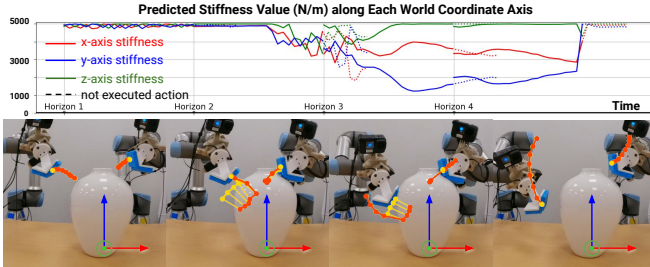 Predicted Stiffness Value (N/m) along Each World Coordinate Axis
5000
x-axis stiffness
y-axis stiffness
3000
z-axis stiffness
1000
not executed action
0
Horizon 1
Horizon 2
Horizon 3
Horizon 4
Time